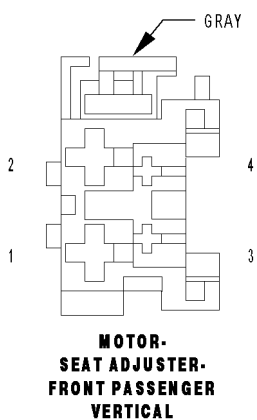 GRAY
2
4
1
3
MOTOR-
SEAT ADJUSTER-
FRONT PASSENGER
VERTICAL